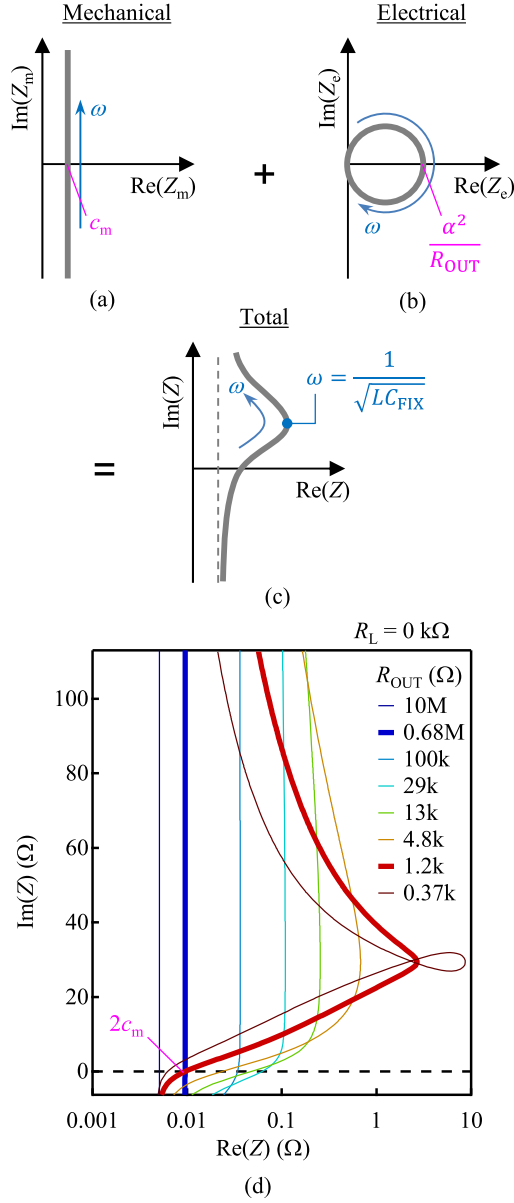 Mechanical
Electrical
Im(Zm)
ω
Re(Zm)
cm
(a)
+
Im(Ze)
Re(Ze)
ω
α²
ROUT
(b)
Total
=
Im(Z)
ω
ω = 1
√LCFIX
Re(Z)
(c)
RL = 0 kΩ
ROUT (Ω)
10M
0.68M
100k
29k
13k
4.8k
1.2k
0.37k
100
80
60
40
20
0
Im(Z) (Ω)
2cm
0.001
0.01
0.1
1
10
Re(Z) (Ω)
(d)